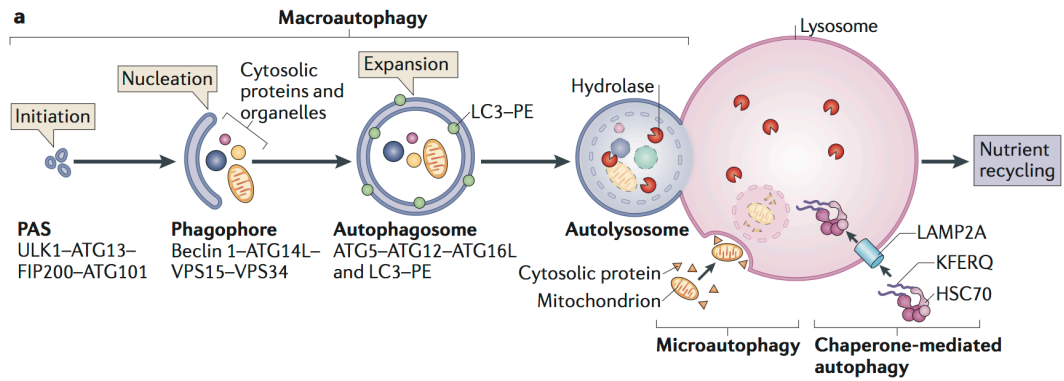 a
Macroautophagy
Lysosome
Initiation
Nucleation
Cytosolic
proteins and
organelles
Expansion
LC3–PE
Hydrolase
Nutrient
recycling
PAS
ULK1–ATG13–
FIP200–ATG101
Phagophore
Beclin 1–ATG14L–
VPS15–VPS34
Autophagosome
ATG5–ATG12–ATG16L
and LC3–PE
Autolysosome
Cytosolic protein
Mitochondrion
LAMP2A
KFERQ
HSC70
Microautophagy
Chaperone-mediated
autophagy